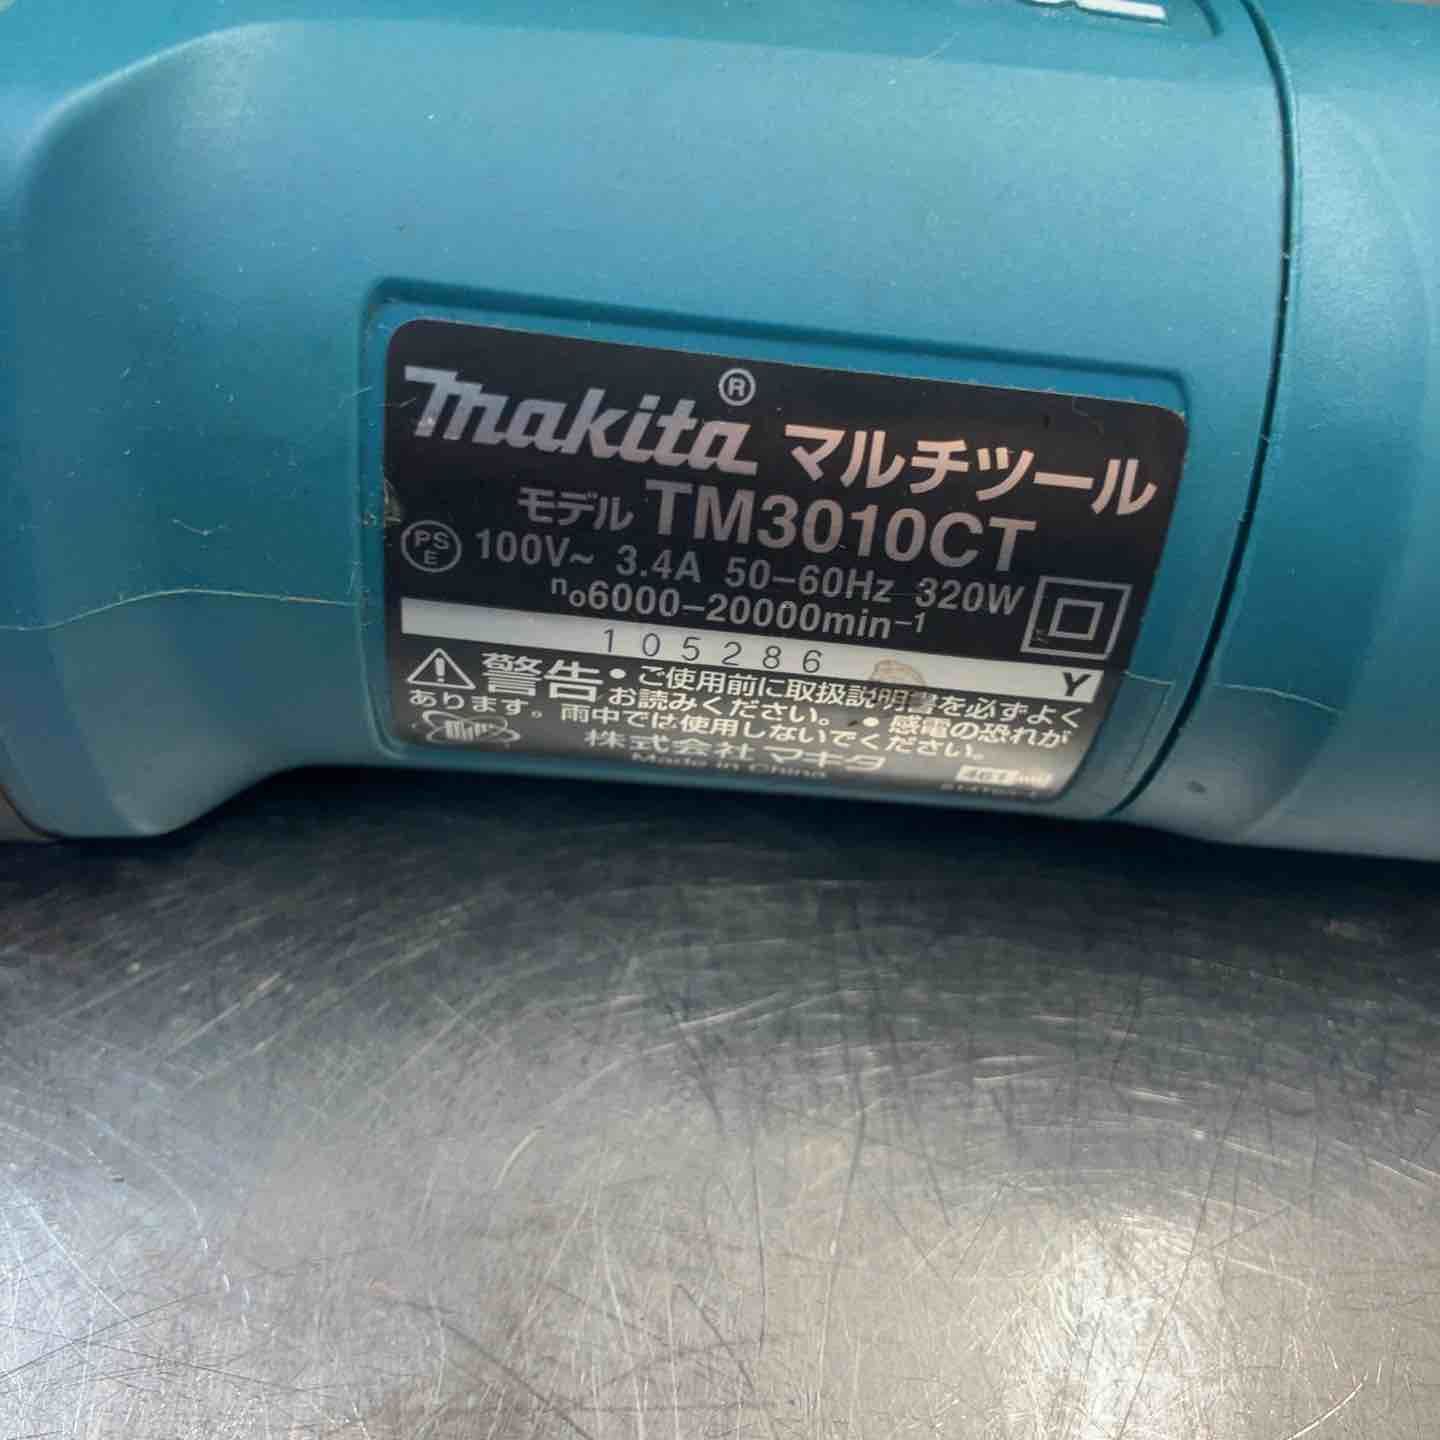 makita® マルチツール
モデル TM3010CT
PS E 100V~ 3.4A 50-60Hz 320W
n₀6000-20000min⁻¹
105286 Y
警告・ご使用前に取扱説明書を必ずよく
お読みください。・感電の恐れが
あります。雨中では使用しないでください。
株式会社 マキタ
Made in China